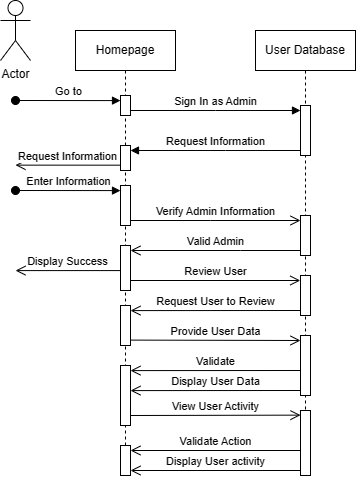 Homepage
User Database
Actor
Go to
Sign In as Admin
Request Information
Request Information
Enter Information
Verify Admin Information
Valid Admin
Display Success
Review User
Request User to Review
Provide User Data
Validate
Display User Data
View User Activity
Validate Action
Display User activity